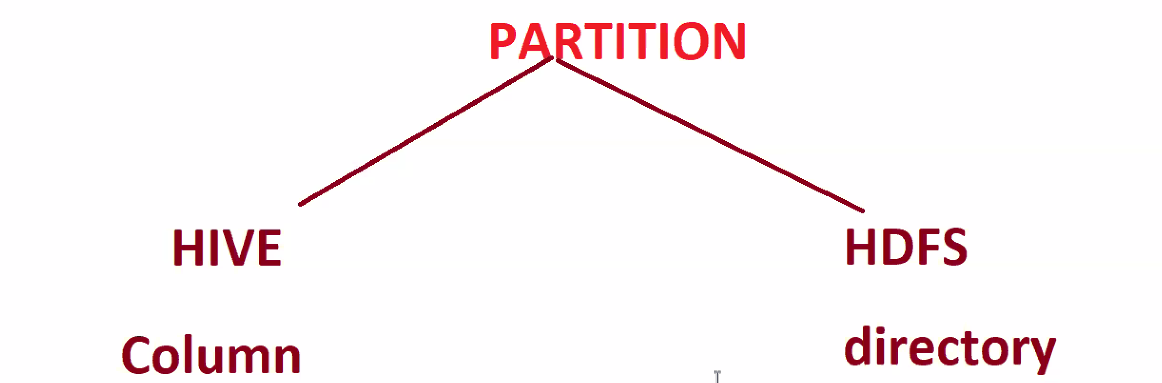 PARTITION
HIVE
HDFS
Column
directory